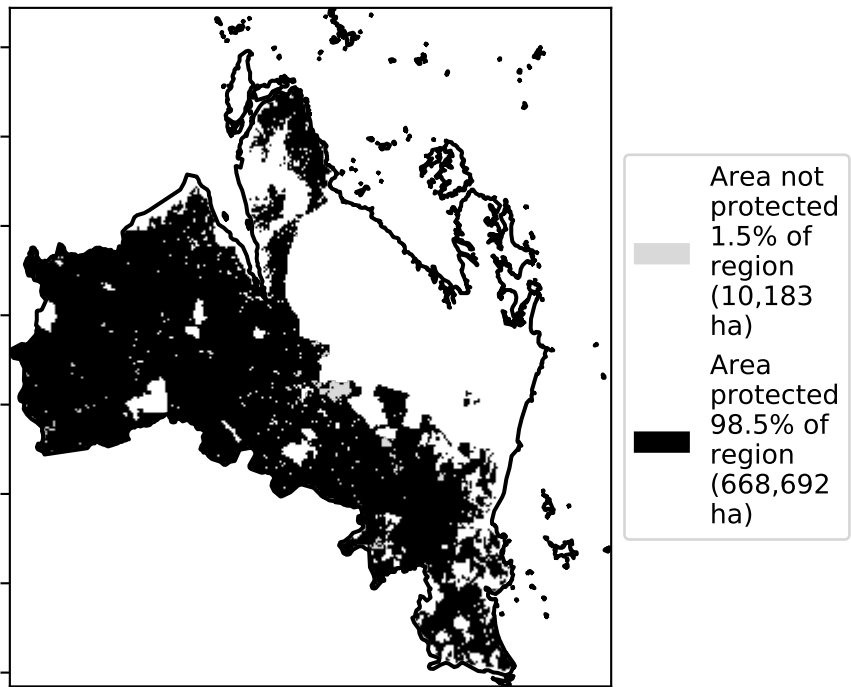 Area not
protected
1.5% of
region
(10,183
ha)
Area
protected
98.5% of
region
(668,692
ha)